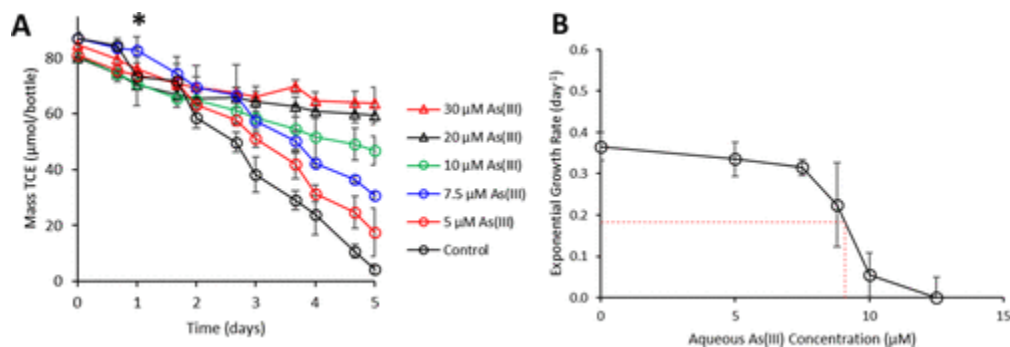 A
*
Mass TCE (µmol/bottle)
80
60
40
20
0
0 1 2 3 4 5
Time (days)
30 µM As(III)
20 µM As(III)
10 µM As(III)
7.5 µM As(III)
5 µM As(III)
Control
B
Exponential Growth Rate (day-1)
0.6
0.5
0.4
0.3
0.2
0.1
0.0
0 5 10 15
Aqueous As(III) Concentration (µM)